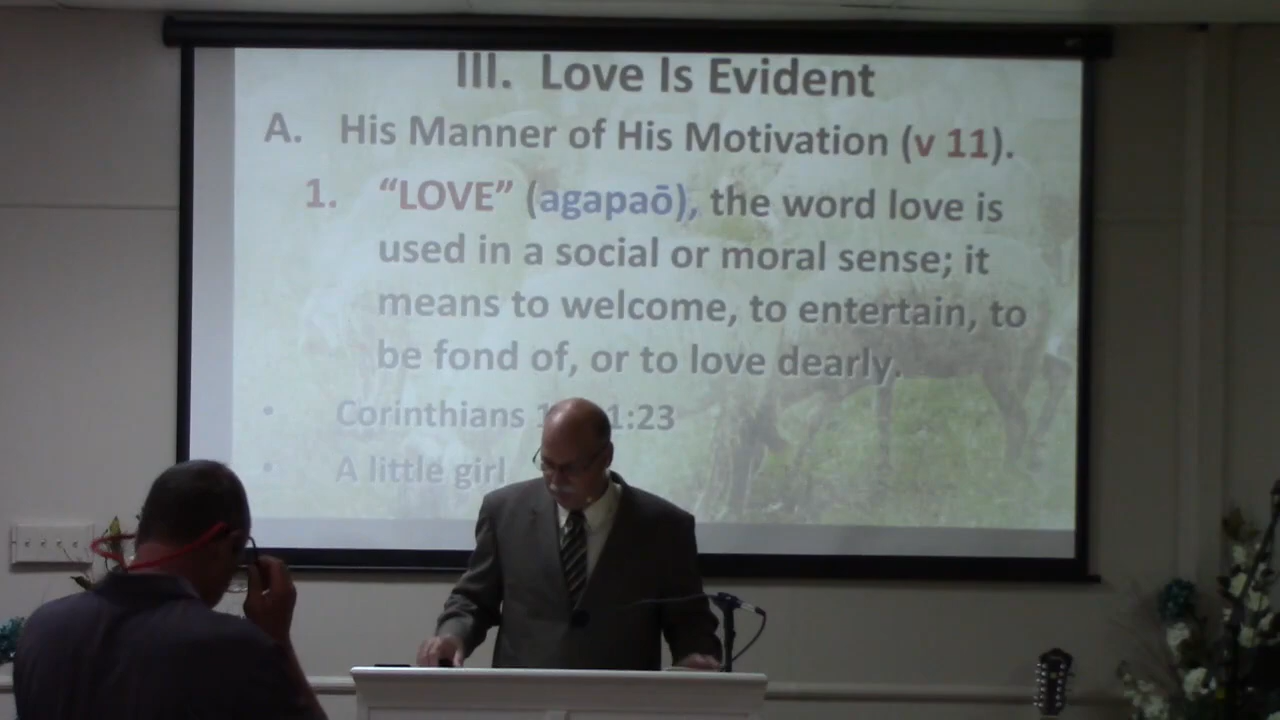 III. Love Is Evident
A. His Manner of His Motivation (v 11).
1. “LOVE” (agapaō), the word love is
used in a social or moral sense; it
means to welcome, to entertain, to
be fond of, or to love dearly.
• Corinthians 1:23
• A little girl